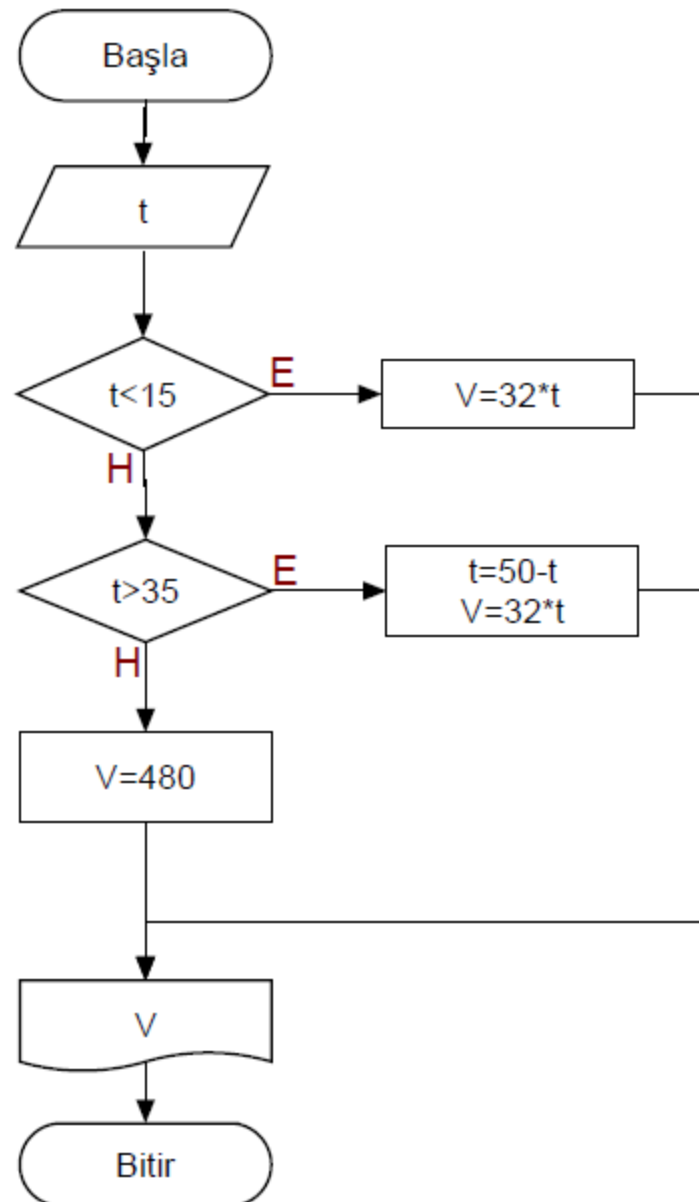 Başla
t
t<15
E
V=32*t
H
t>35
E
t=50-t
V=32*t
H
V=480
V
Bitir